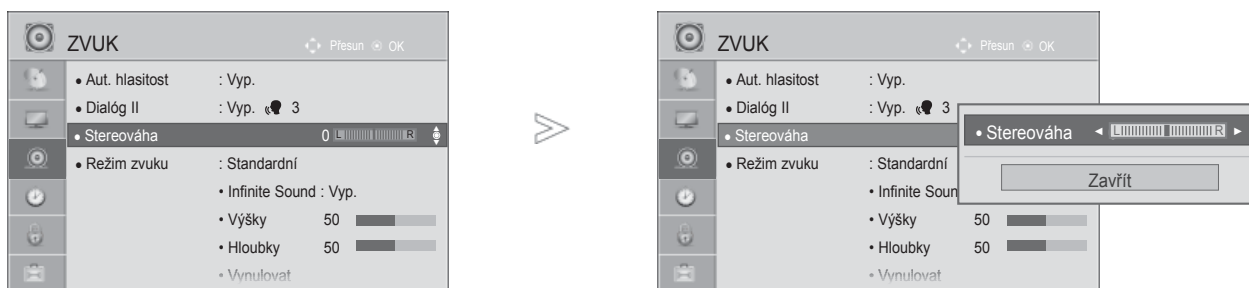 ZVUK
Přesun OK
• Aut. hlasitost : Vyp.
• Dialóg II : Vyp. 3
• Stereováha 0 L R
• Režim zvuku : Standardní
• Infinite Sound : Vyp.
• Výšky 50
• Hloubky 50
• Vynulovat
ZVUK
Přesun OK
• Aut. hlasitost : Vyp.
• Dialóg II : Vyp. 3
• Stereováha
• Režim zvuku : Standardní
• Infinite Soun
• Výšky 50
• Hloubky 50
• Vynulovat
• Stereováha ◄ L R ►
Zavřít